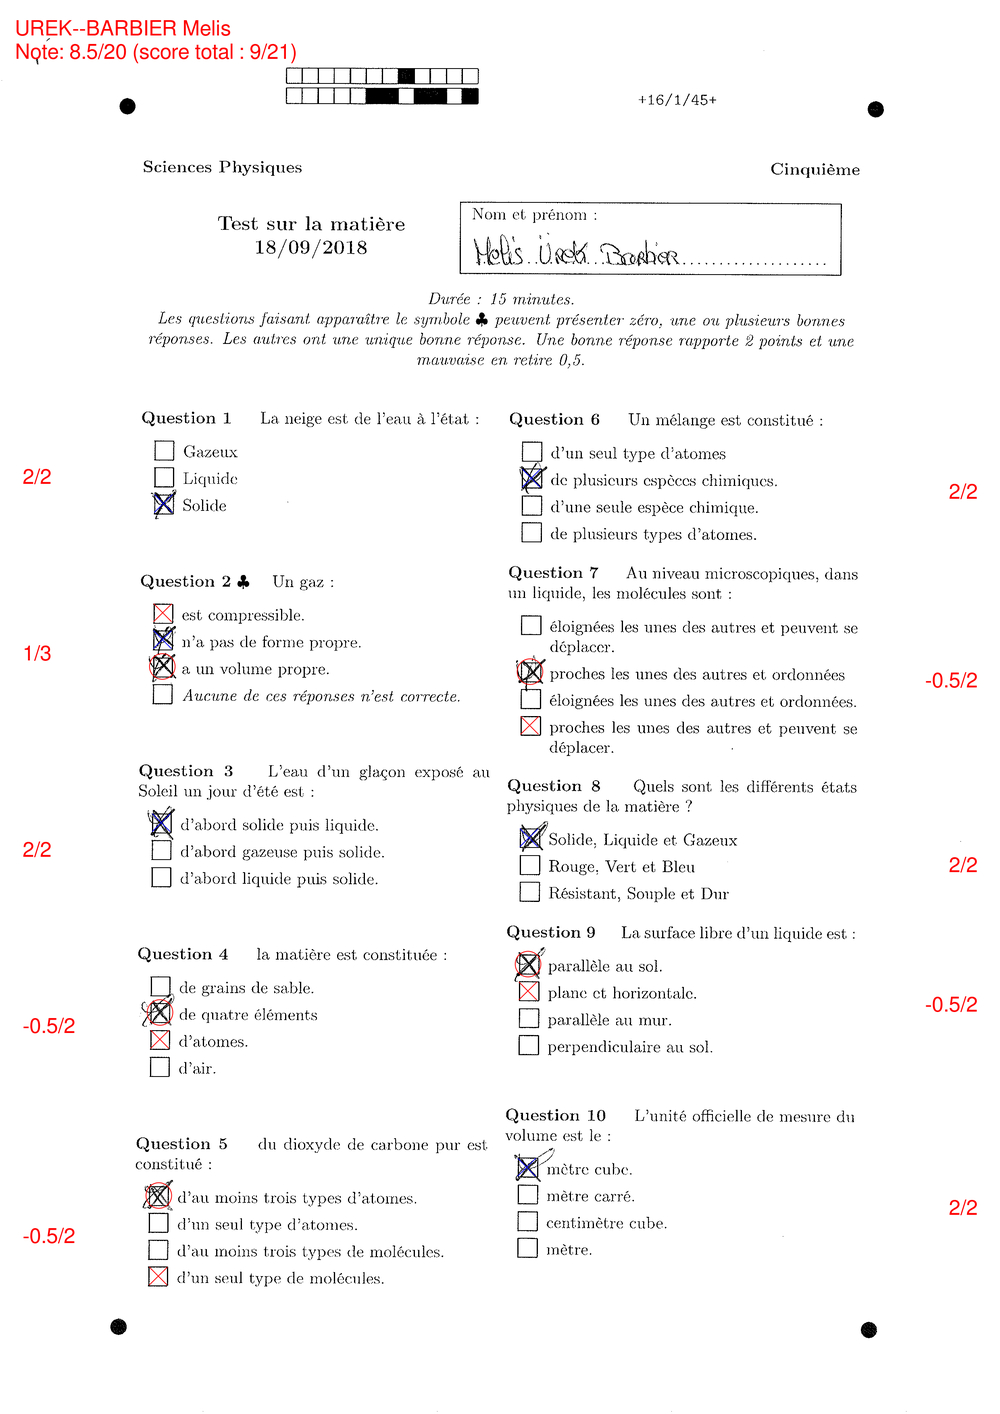 UREK--BARBIER Melis
Note: 8.5/20 (score total : 9/21)
+16/1/45+
Sciences Physiques
Cinquième
Test sur la matière
18/09/2018
Nom et prénom :
Melis Ürek Barbier
Durée : 15 minutes.
Les questions faisant apparaître le symbole ♣ peuvent présenter zéro, une ou plusieurs bonnes
réponses. Les autres ont une unique bonne réponse. Une bonne réponse rapporte 2 points et une
mauvaise en retire 0,5.
Question 1 La neige est de l'eau à l'état :
Gazeux
2/2
Liquide
Solide
Question 2 ♣ Un gaz :
est compressible.
n'a pas de forme propre.
1/3
a un volume propre.
Aucune de ces réponses n'est correcte.
Question 3 L'eau d'un glaçon exposé au
Soleil un jour d'été est :
d'abord solide puis liquide.
2/2
d'abord gazeuse puis solide.
d'abord liquide puis solide.
Question 4 la matière est constituée :
de grains de sable.
de quatre éléments
-0.5/2
d'atomes.
d'air.
Question 5 du dioxyde de carbone pur est
constitué :
d'au moins trois types d'atomes.
d'un seul type d'atomes.
-0.5/2
d'au moins trois types de molécules.
d'un seul type de molécules.
Question 6 Un mélange est constitué :
d'un seul type d'atomes
de plusieurs espèces chimiques.
2/2
d'une seule espèce chimique.
de plusieurs types d'atomes.
Question 7 Au niveau microscopiques, dans
un liquide, les molécules sont :
éloignées les unes des autres et peuvent se
déplacer.
proches les unes des autres et ordonnées
-0.5/2
éloignées les unes des autres et ordonnées.
proches les unes des autres et peuvent se
déplacer.
Question 8 Quels sont les différents états
physiques de la matière ?
Solide, Liquide et Gazeux
2/2
Rouge, Vert et Bleu
Résistant, Souple et Dur
Question 9 La surface libre d'un liquide est :
parallèle au sol.
plane et horizontale.
-0.5/2
parallèle au mur.
perpendiculaire au sol.
Question 10 L'unité officielle de mesure du
volume est le :
mètre cube.
mètre carré.
2/2
centimètre cube.
mètre.